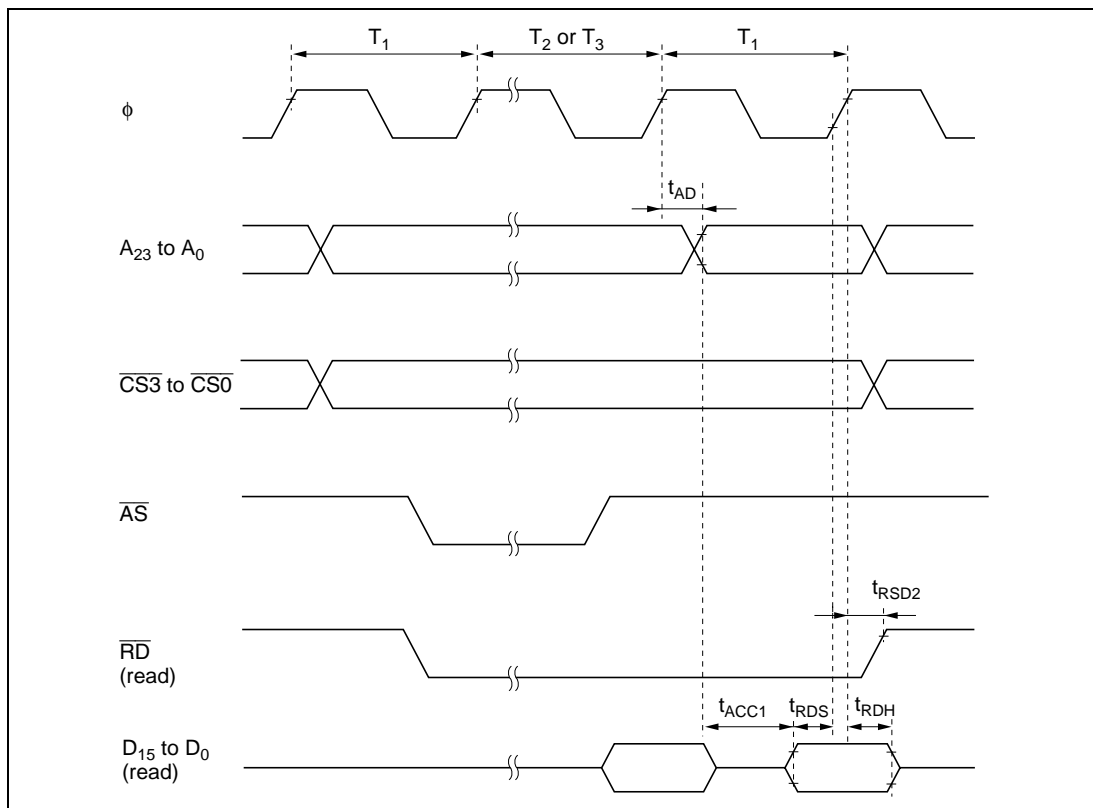 T1 T2 or T3 T1
φ
tAD
A23 to A0
CS3 to CS0
AS
tRSD2
RD
(read)
tACC1 tRDS tRDH
D15 to D0
(read)